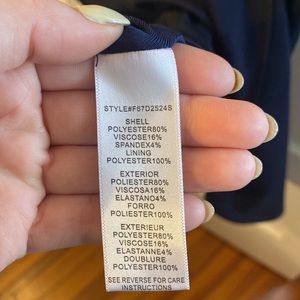 STYLE#F67D2524S
SHELL
POLYESTER80%
VISCOSE16%
SPANDEX4%
LINING
POLYESTER100%
EXTERIOR
POLIESTER80%
VISCOSA16%
ELASTANO4%
FORRO
POLIESTER100%
EXTERIEUR
POLYESTER80%
VISCOSE16%
ELASTANNE4%
DOUBLURE
POLYESTER100%
SEE REVERSE FOR CARE
INSTRUCTIONS